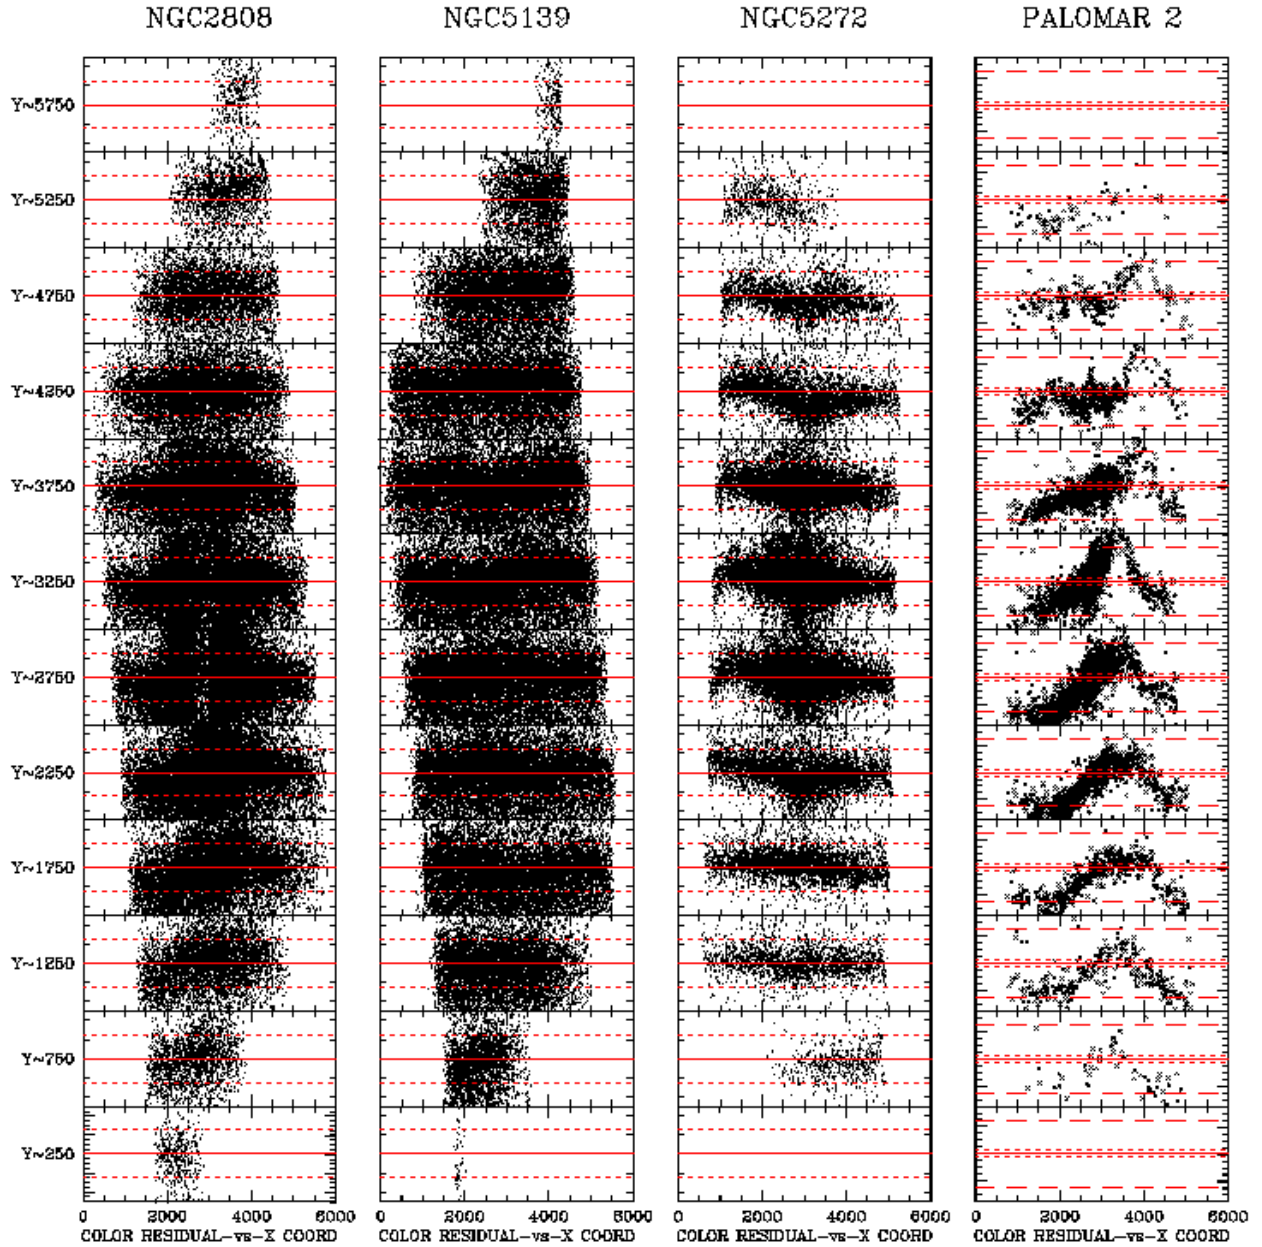 NGC2808 NGC5139 NGC5272 PALOMAR 2
Y~5750
Y~5250
Y~4750
Y~4250
Y~3750
Y~3250
Y~2750
Y~2250
Y~1750
Y~1250
Y~750
Y~250
0 2000 4000 6000 0 2000 4000 6000 0 2000 4000 6000 0 2000 4000 6000
COLOR RESIDUAL-vs-X COORD COLOR RESIDUAL-vs-X COORD COLOR RESIDUAL-vs-X COORD COLOR RESIDUAL-vs-X COORD